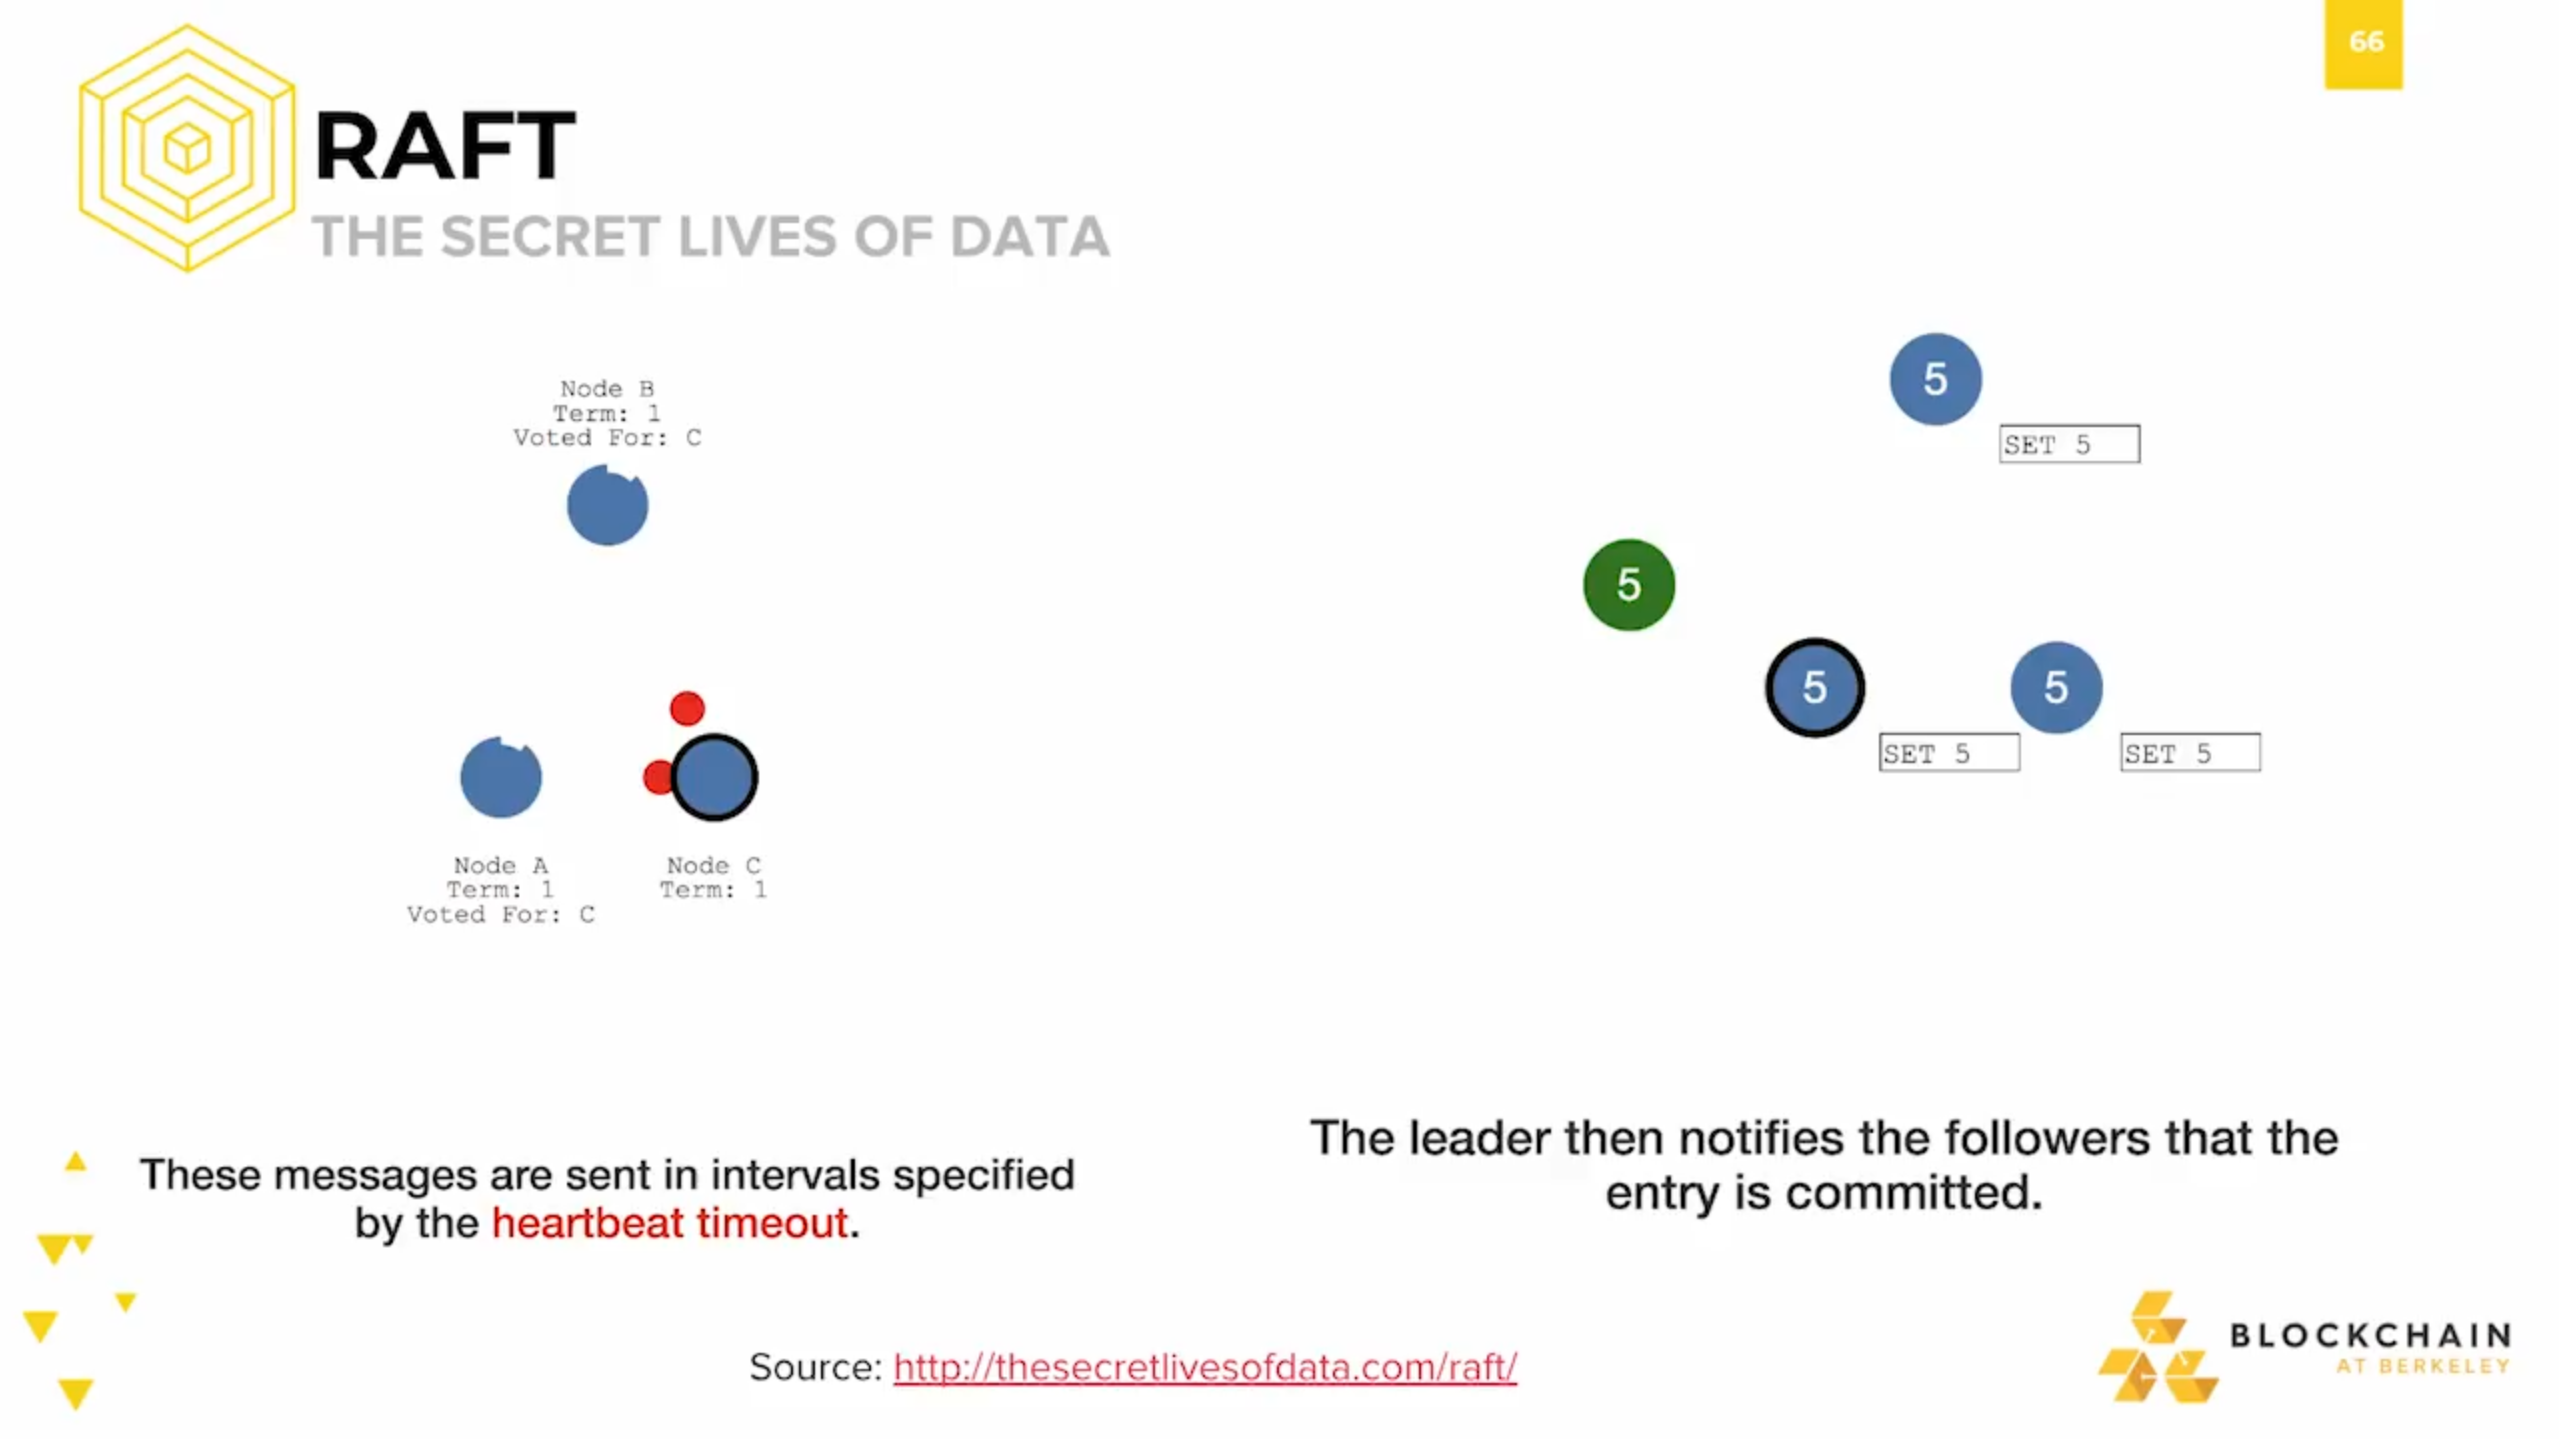 66
RAFT
THE SECRET LIVES OF DATA
Node B
Term: 1
Voted For: C
Node A
Term: 1
Voted For: C
Node C
Term: 1
These messages are sent in intervals specified
by the heartbeat timeout.
5
SET 5
5
5
SET 5
5
SET 5
The leader then notifies the followers that the
entry is committed.
Source: http://thesecretlivesofdata.com/raft/
BLOCKCHAIN
AT BERKELEY